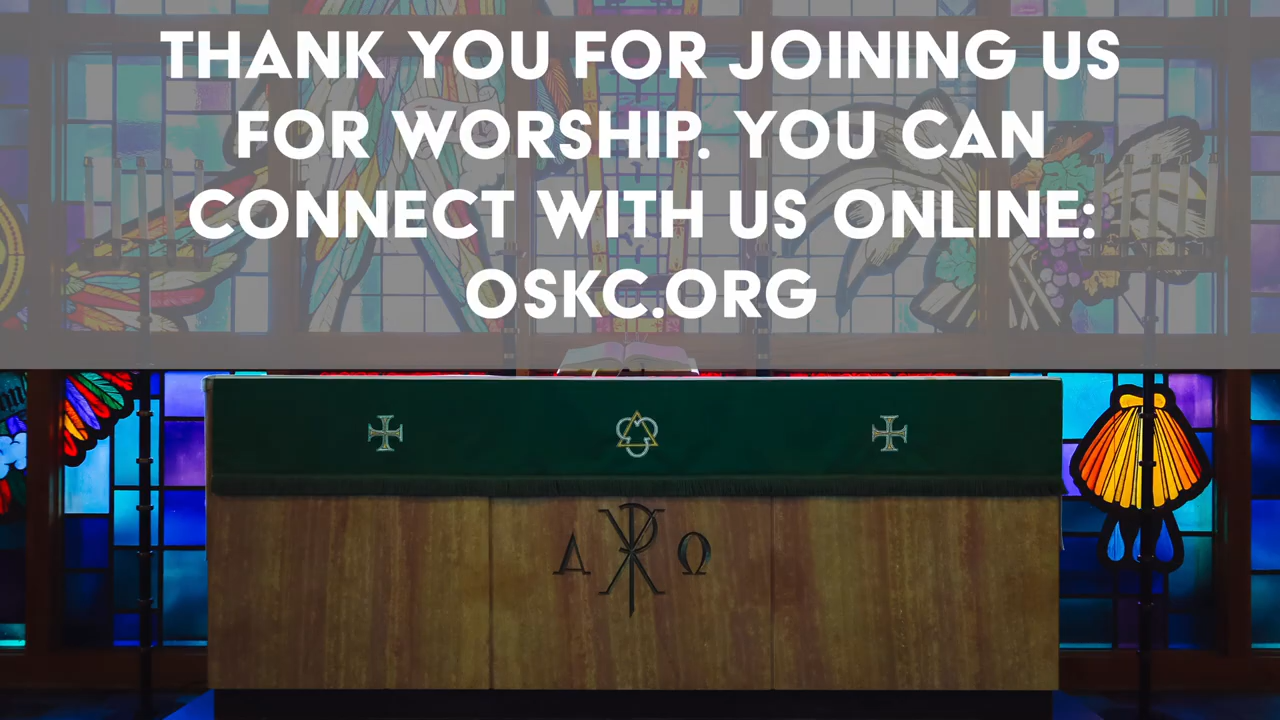 THANK YOU FOR JOINING US
FOR WORSHIP. YOU CAN
CONNECT WITH US ONLINE:
OSKC.ORG
Α ☧ Ω